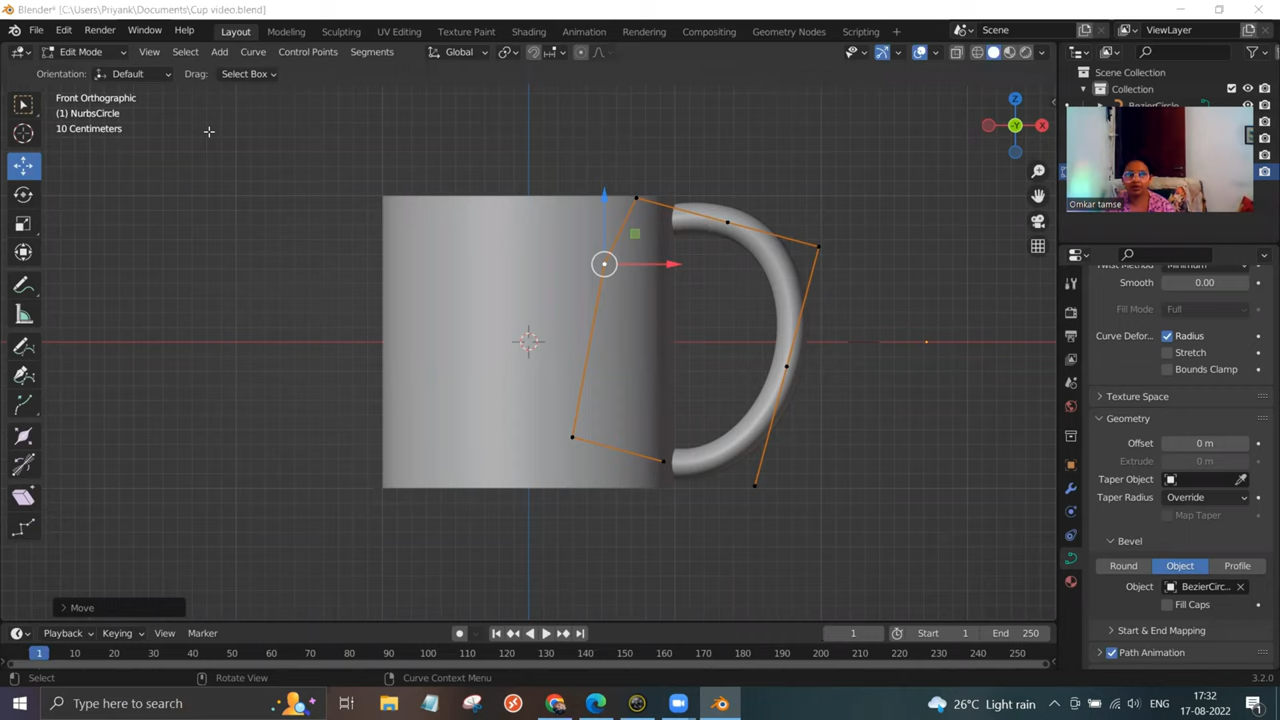 Blender* [C:\Users\Priyank\Documents\Cup video.blend]
File Edit Render Window Help Layout Modeling Sculpting UV Editing Texture Paint Shading Animation Rendering Compositing Geometry Nodes Scripting + Scene ViewLayer
Edit Mode View Select Add Curve Control Points Segments Global
Orientation: Default Drag: Select Box
Scene Collection
Collection
BezierCircle
Front Orthographic
(1) NurbsCircle
10 Centimeters
Z
-Y
X
Omkar tamse
Twist Method Minimum
Smooth 0.00
Fill Mode Full
Curve Defor... Radius
Stretch
Bounds Clamp
Texture Space
Geometry
Offset 0 m
Extrude 0 m
Taper Object
Taper Radius Override
Map Taper
Bevel
Round Object Profile
Object BezierCirc...
Fill Caps
Start & End Mapping
Path Animation
Move
Playback Keying View Marker 1 Start 1 End 250
1 10 20 30 40 50 60 70 80 90 100 110 120 130 140 150 160 170 180 190 200 210 220 230 240 250
Select Rotate View Curve Context Menu 3.2.0
Type here to search 26°C Light rain ENG 17:32
17-08-2022